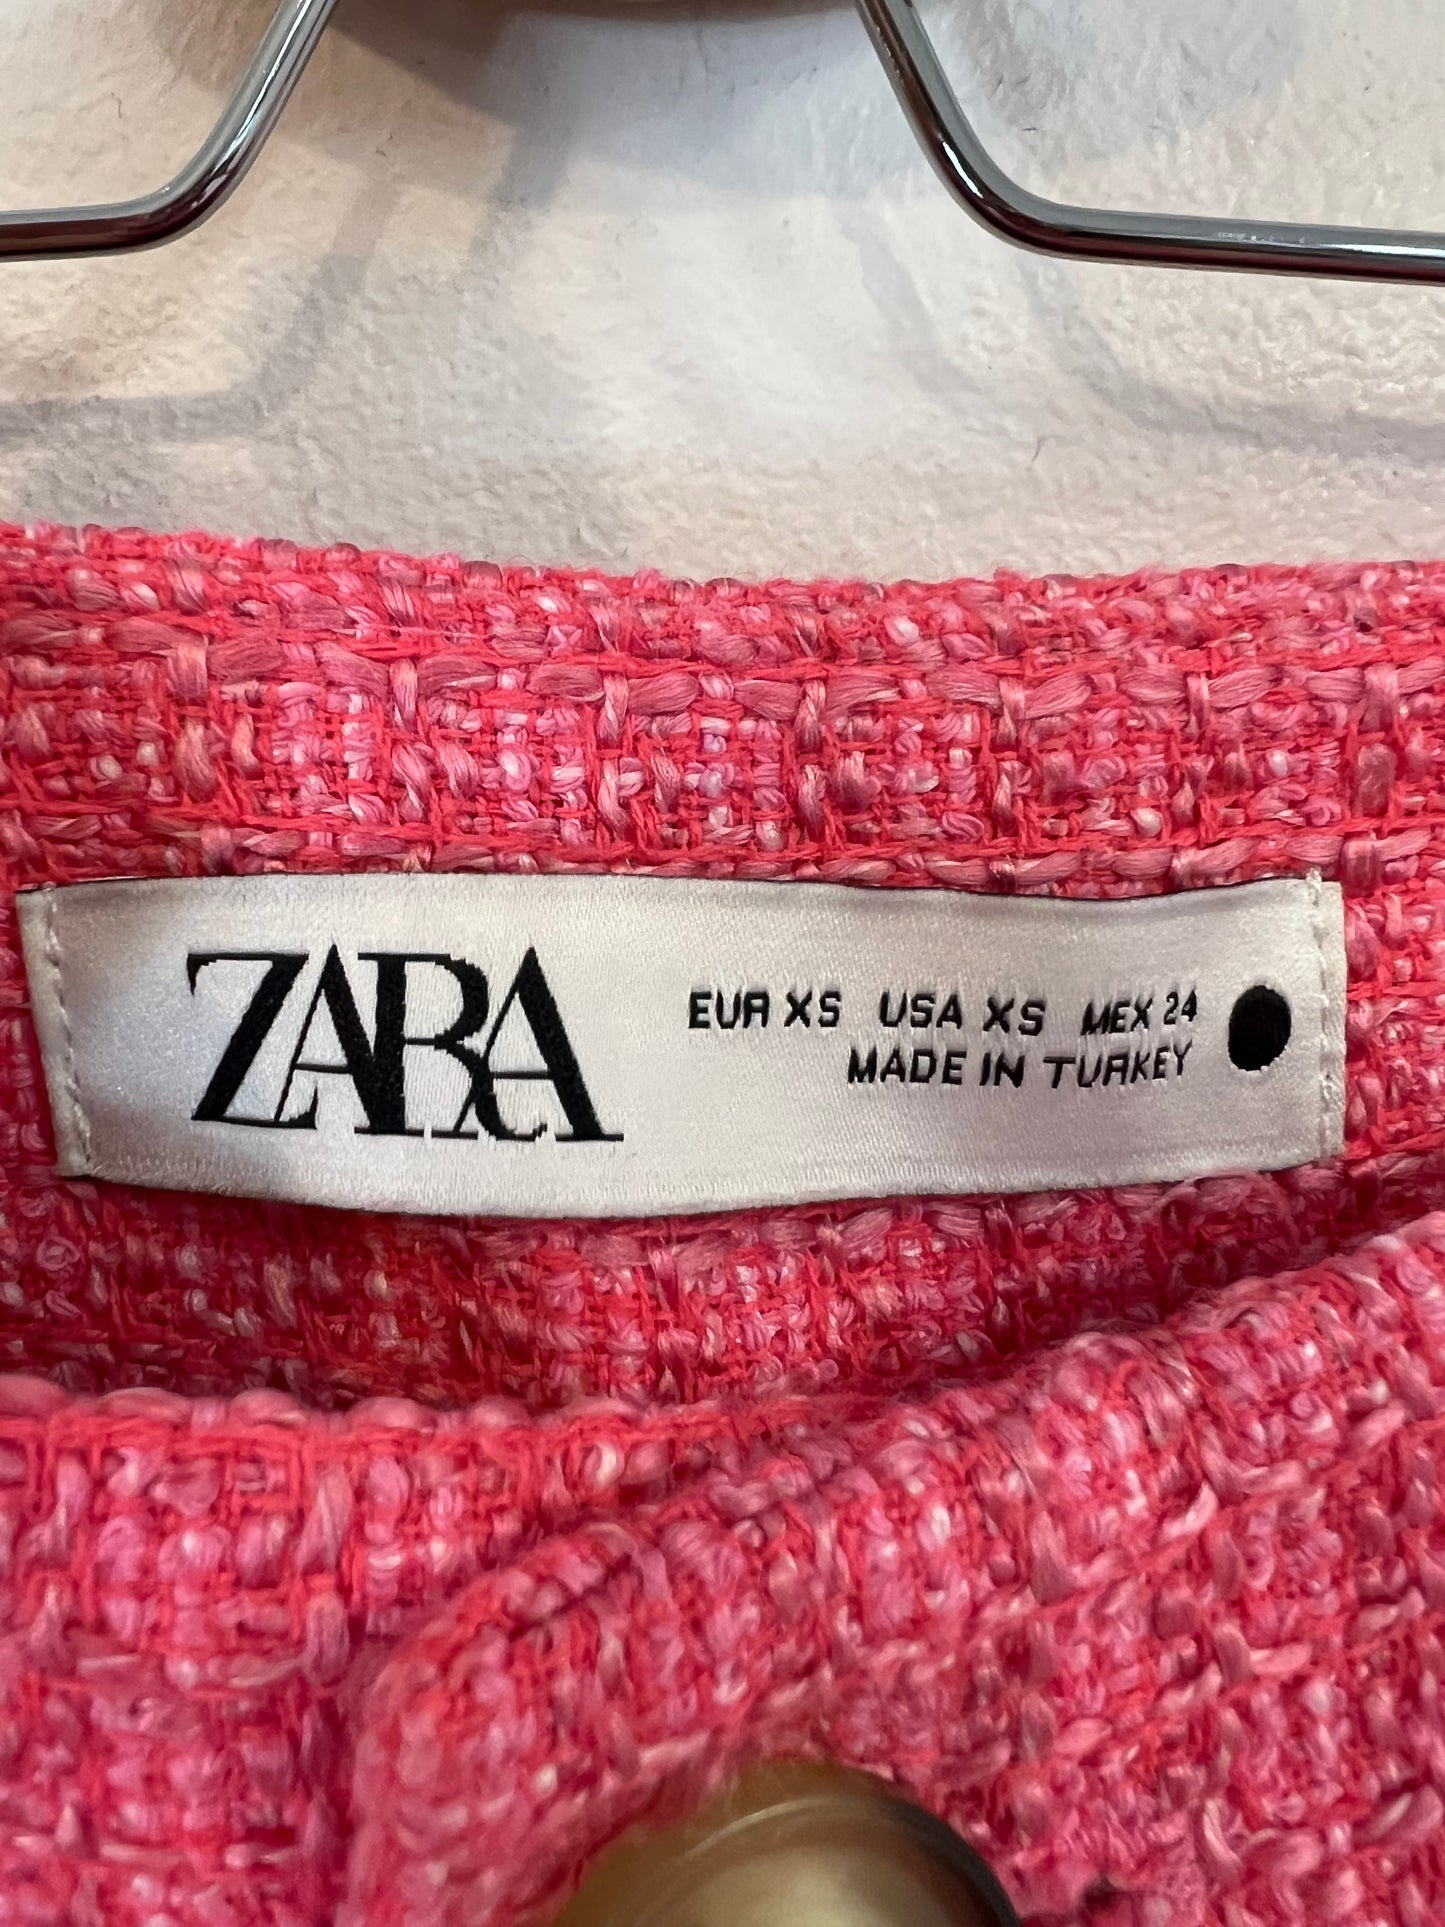 ZARA
EUR XS USA XS MEX 24
MADE IN TURKEY